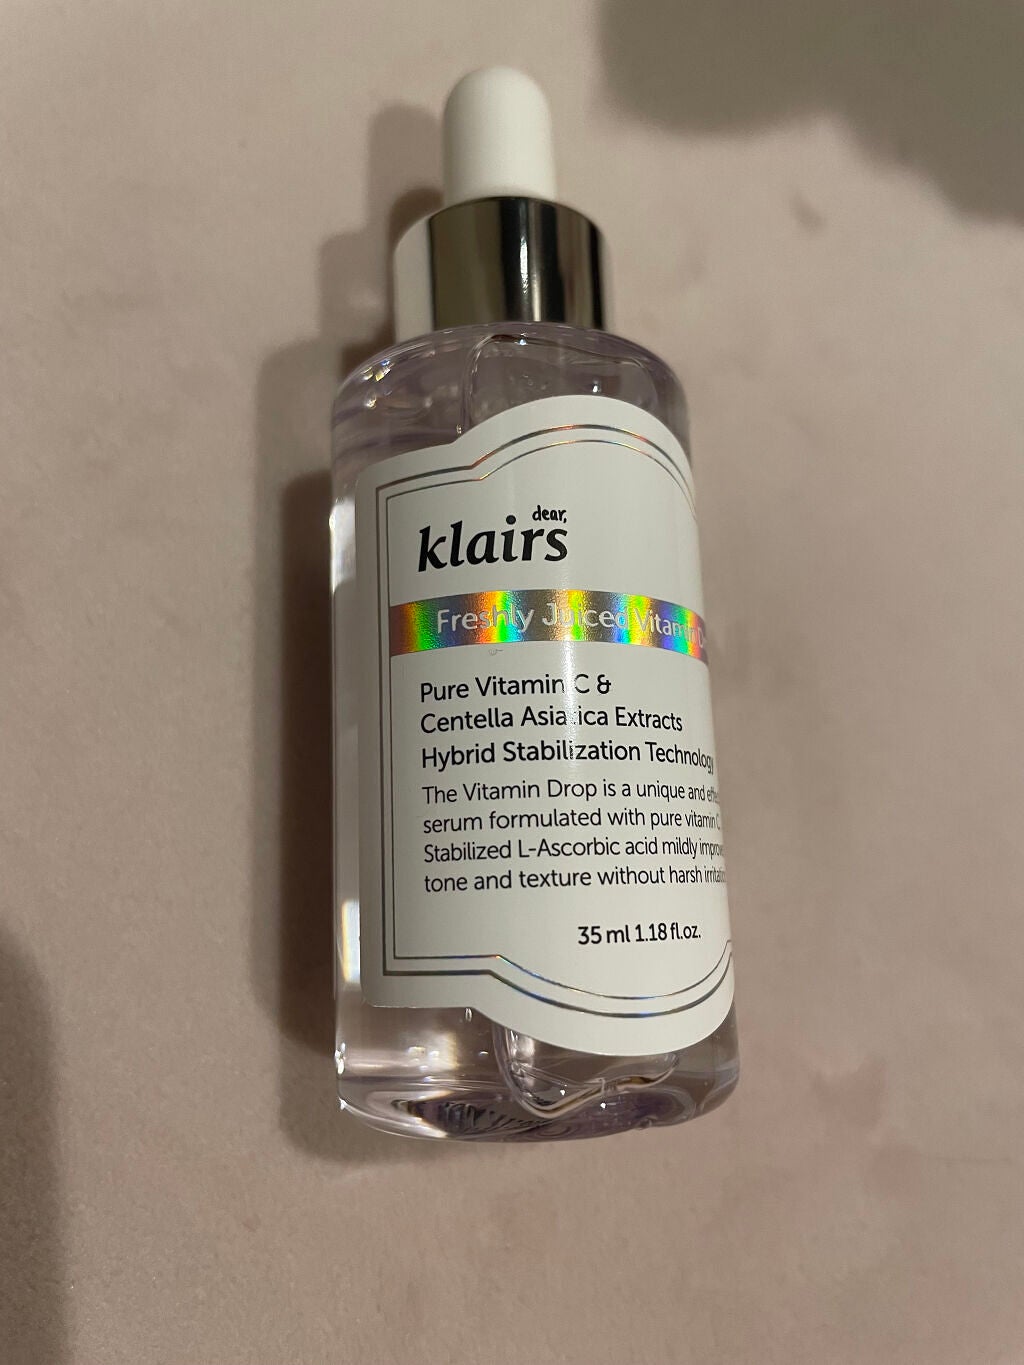 dear,
klairs
Freshly Juiced Vitamin
Pure Vitamin C &
Centella Asiatica Extracts
Hybrid Stabilization Technology
The Vitamin Drop is a unique and
serum formulated with pure vitamin C
Stabilized L-Ascorbic acid mildly
tone and texture without harsh
35 ml 1.18 fl.oz.